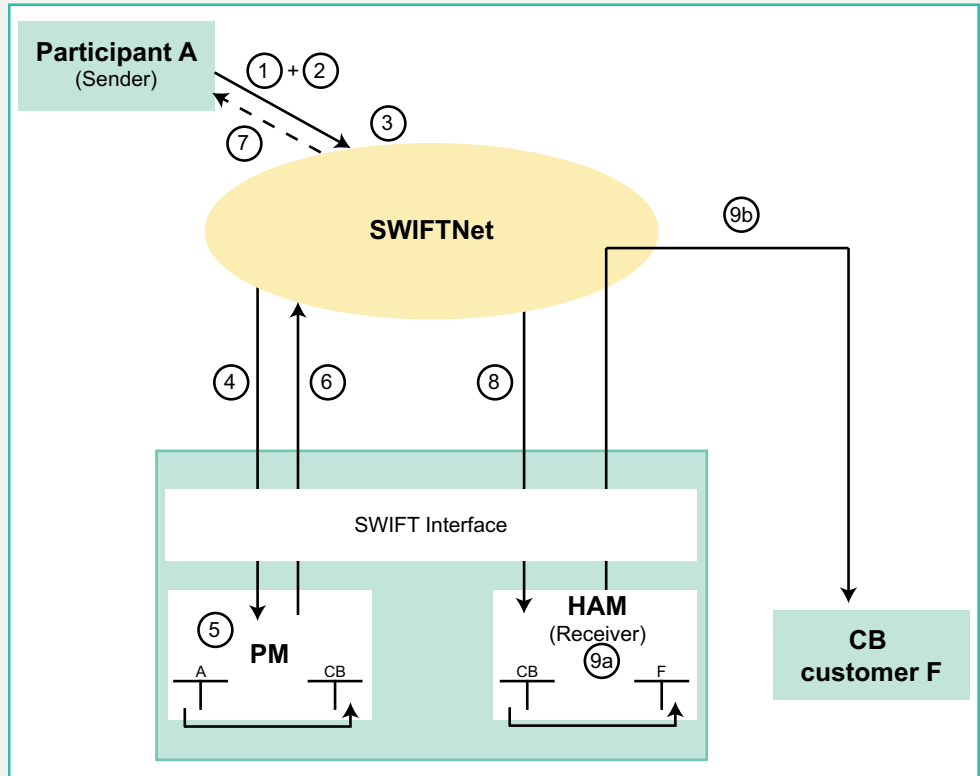 Participant A
(Sender)
1 + 2
3
7
SWIFTNet
9b
4
6
8
SWIFT Interface
5
PM
A
CB
HAM
(Receiver)
9a
CB
F
CB
customer F